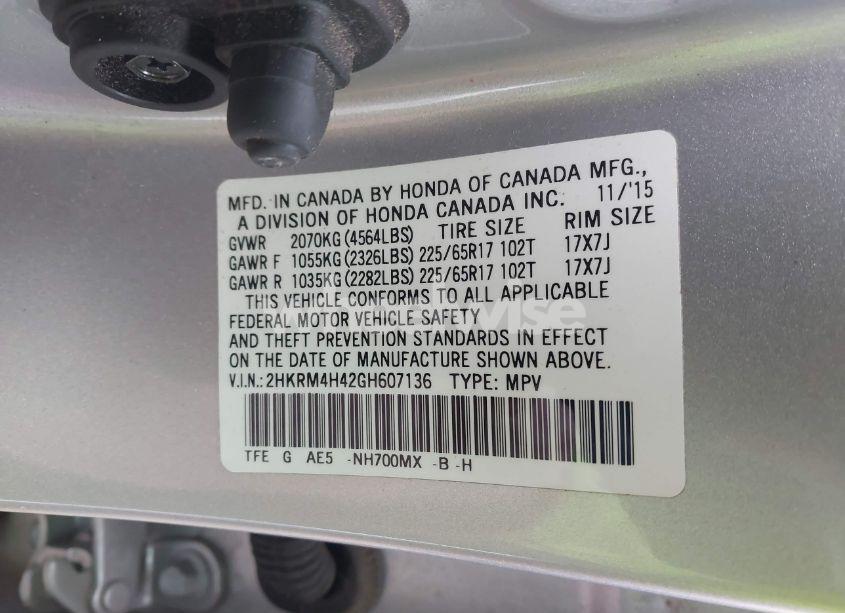 MFD. IN CANADA BY HONDA OF CANADA MFG.,
A DIVISION OF HONDA CANADA INC. 11/'15
GVWR 2070KG(4564LBS) TIRE SIZE RIM SIZE
GAWR F 1055KG(2326LBS) 225/65R17 102T 17X7J
GAWR R 1035KG(2282LBS) 225/65R17 102T 17X7J
THIS VEHICLE CONFORMS TO ALL APPLICABLE
FEDERAL MOTOR VEHICLE SAFETY
AND THEFT PREVENTION STANDARDS IN EFFECT
ON THE DATE OF MANUFACTURE SHOWN ABOVE.
V.I.N.:2HKRM4H42GH607136 TYPE: MPV
TFE G AE5 -NH700MX -B -H